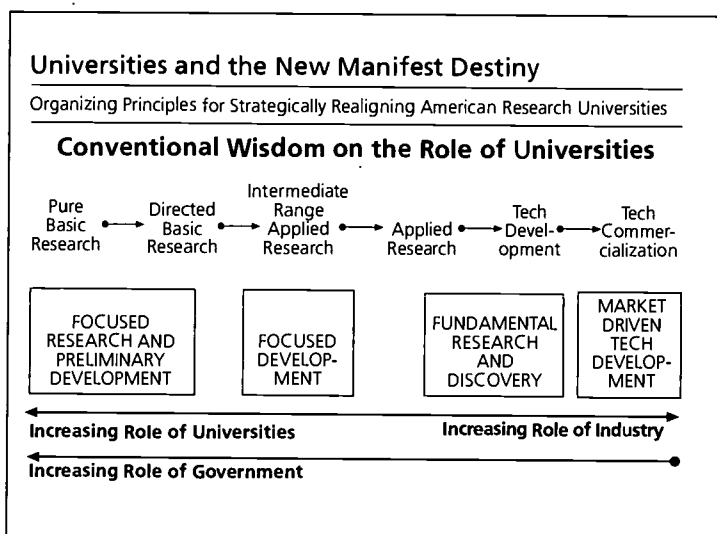 Universities and the New Manifest Destiny
Organizing Principles for Strategically Realigning American Research Universities
Conventional Wisdom on the Role of Universities
Pure
Basic
Research
Directed
Basic
Research
Intermediate
Range
Applied
Research
Applied
Research
Tech
Devel-
opment
Tech
Commer-
cialization
FOCUSED
RESEARCH AND
PRELIMINARY
DEVELOPMENT
FOCUSED
DEVELOP-
MENT
FUNDAMENTAL
RESEARCH
AND
DISCOVERY
MARKET
DRIVEN
TECH
DEVELOP-
MENT
Increasing Role of Universities
Increasing Role of Industry
Increasing Role of Government